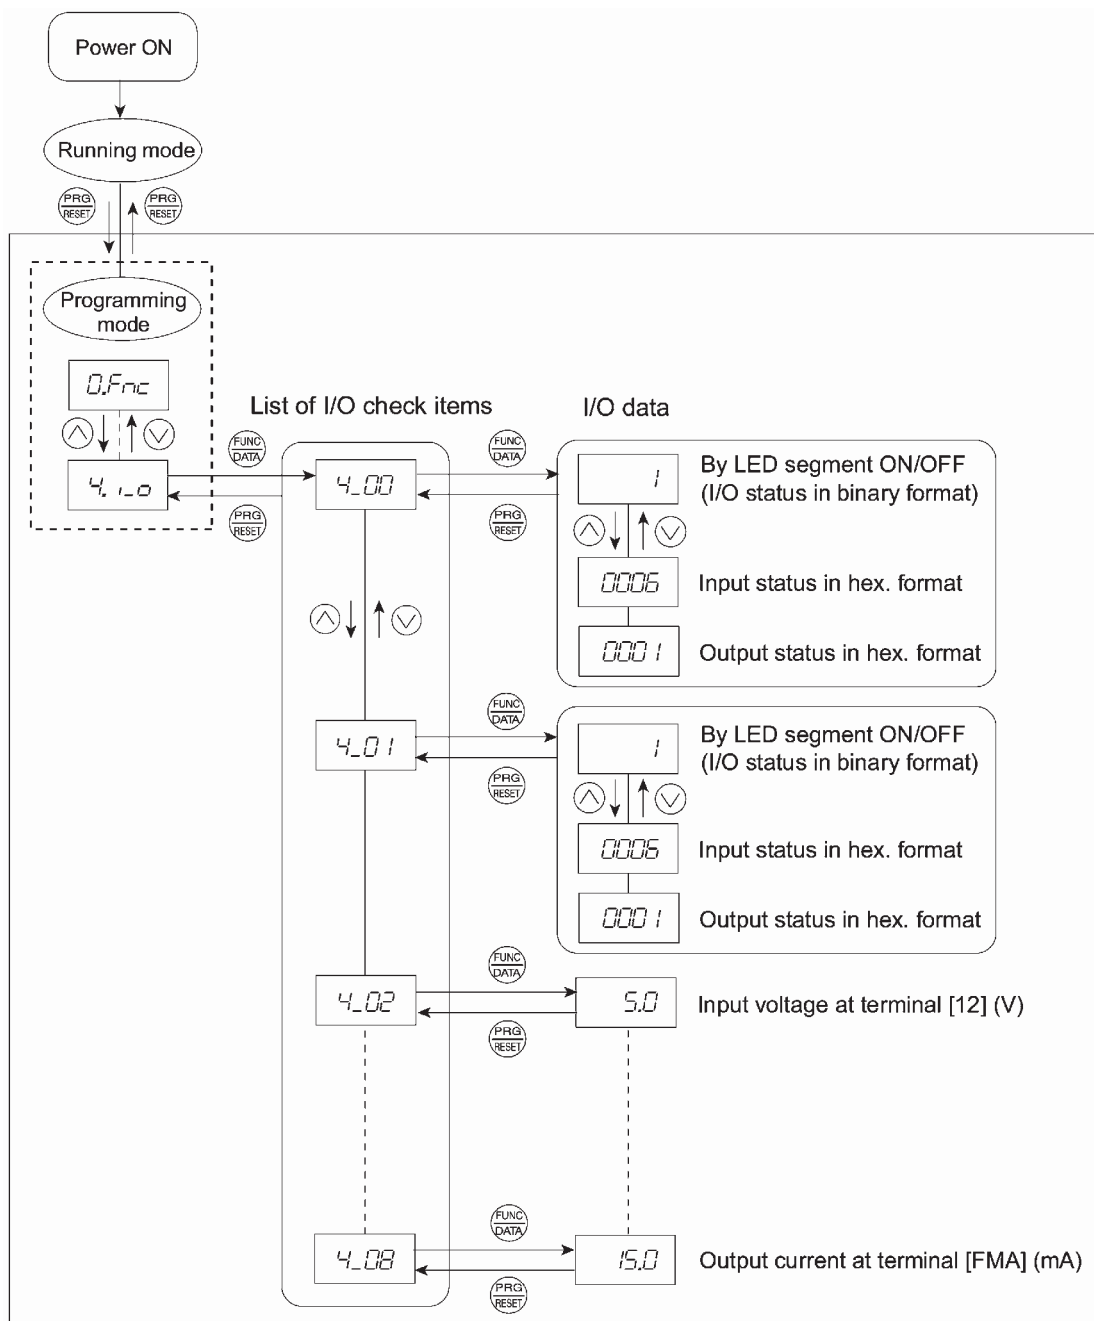 Power ON
Running mode
PRG
RESET
PRG
RESET
Programming
mode
0.Fnc
List of I/O check items
I/O data
FUNC
DATA
FUNC
DATA
4.i_o
4_00
1
By LED segment ON/OFF
(I/O status in binary format)
PRG
RESET
PRG
RESET
0006
Input status in hex. format
0001
Output status in hex. format
FUNC
DATA
4_01
1
By LED segment ON/OFF
(I/O status in binary format)
PRG
RESET
0006
Input status in hex. format
0001
Output status in hex. format
FUNC
DATA
4_02
5.0
Input voltage at terminal [12] (V)
PRG
RESET
FUNC
DATA
4_08
15.0
Output current at terminal [FMA] (mA)
PRG
RESET